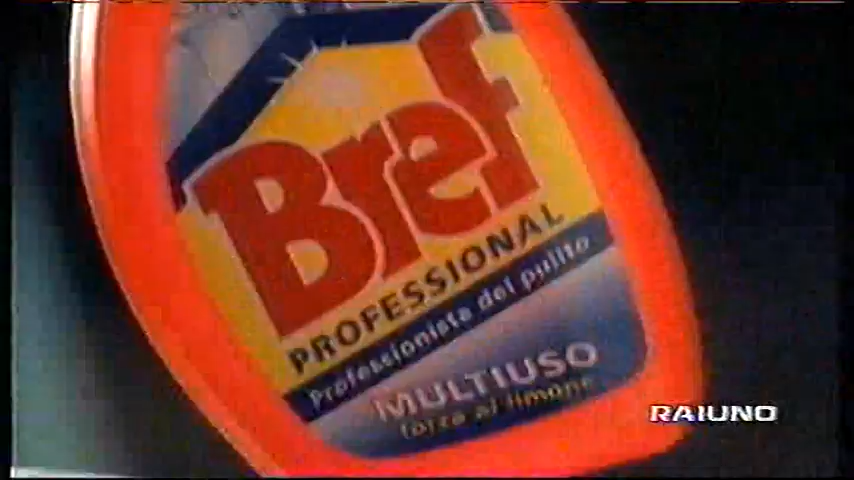 Bref
PROFESSIONAL
Professionista del pulito
MULTIUSO
forza al limone
RAIUNO